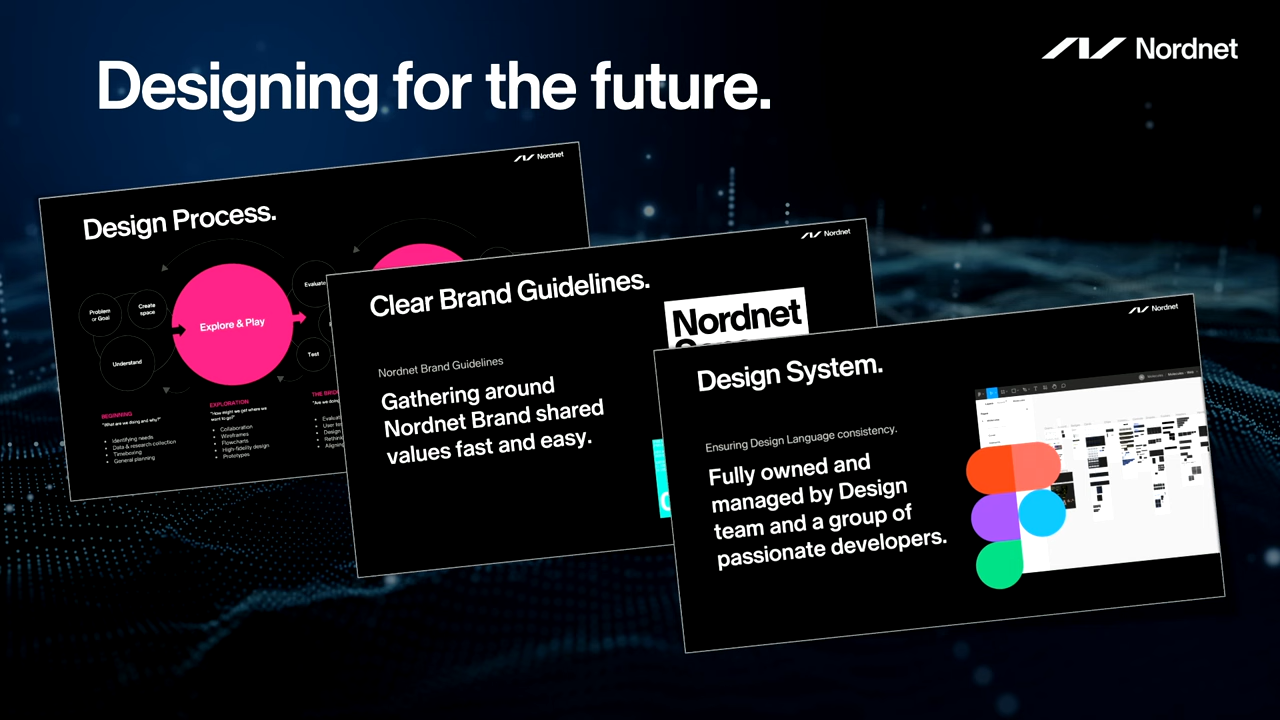 Nordnet
Designing for the future.
Nordnet
Design Process.
Problem
or Goal
Create
space
Understand
Explore & Play
Evaluate
Test
BEGINNING
"What are we doing and why?"
Identifying needs
Data & research collection
Timeboxing
General planning
EXPLORATION
"How might we get where we
want to go?"
Collaboration
Wireframes
Flowcharts
High-fidelity design
Prototypes
Nordnet
Clear Brand Guidelines.
Nordnet
Nordnet Brand Guidelines
Gathering around
Nordnet Brand shared
values fast and easy.
Nordnet
Design System.
Ensuring Design Language consistency.
Fully owned and
managed by Design
team and a group of
passionate developers.